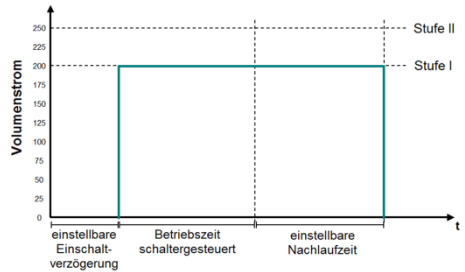 Volumenstrom
250
225
200
175
150
125
100
75
50
25
0
Stufe II
Stufe I
t
einstellbare
Einschalt-
verzögerung
Betriebszeit
schaltergesteuert
einstellbare
Nachlaufzeit